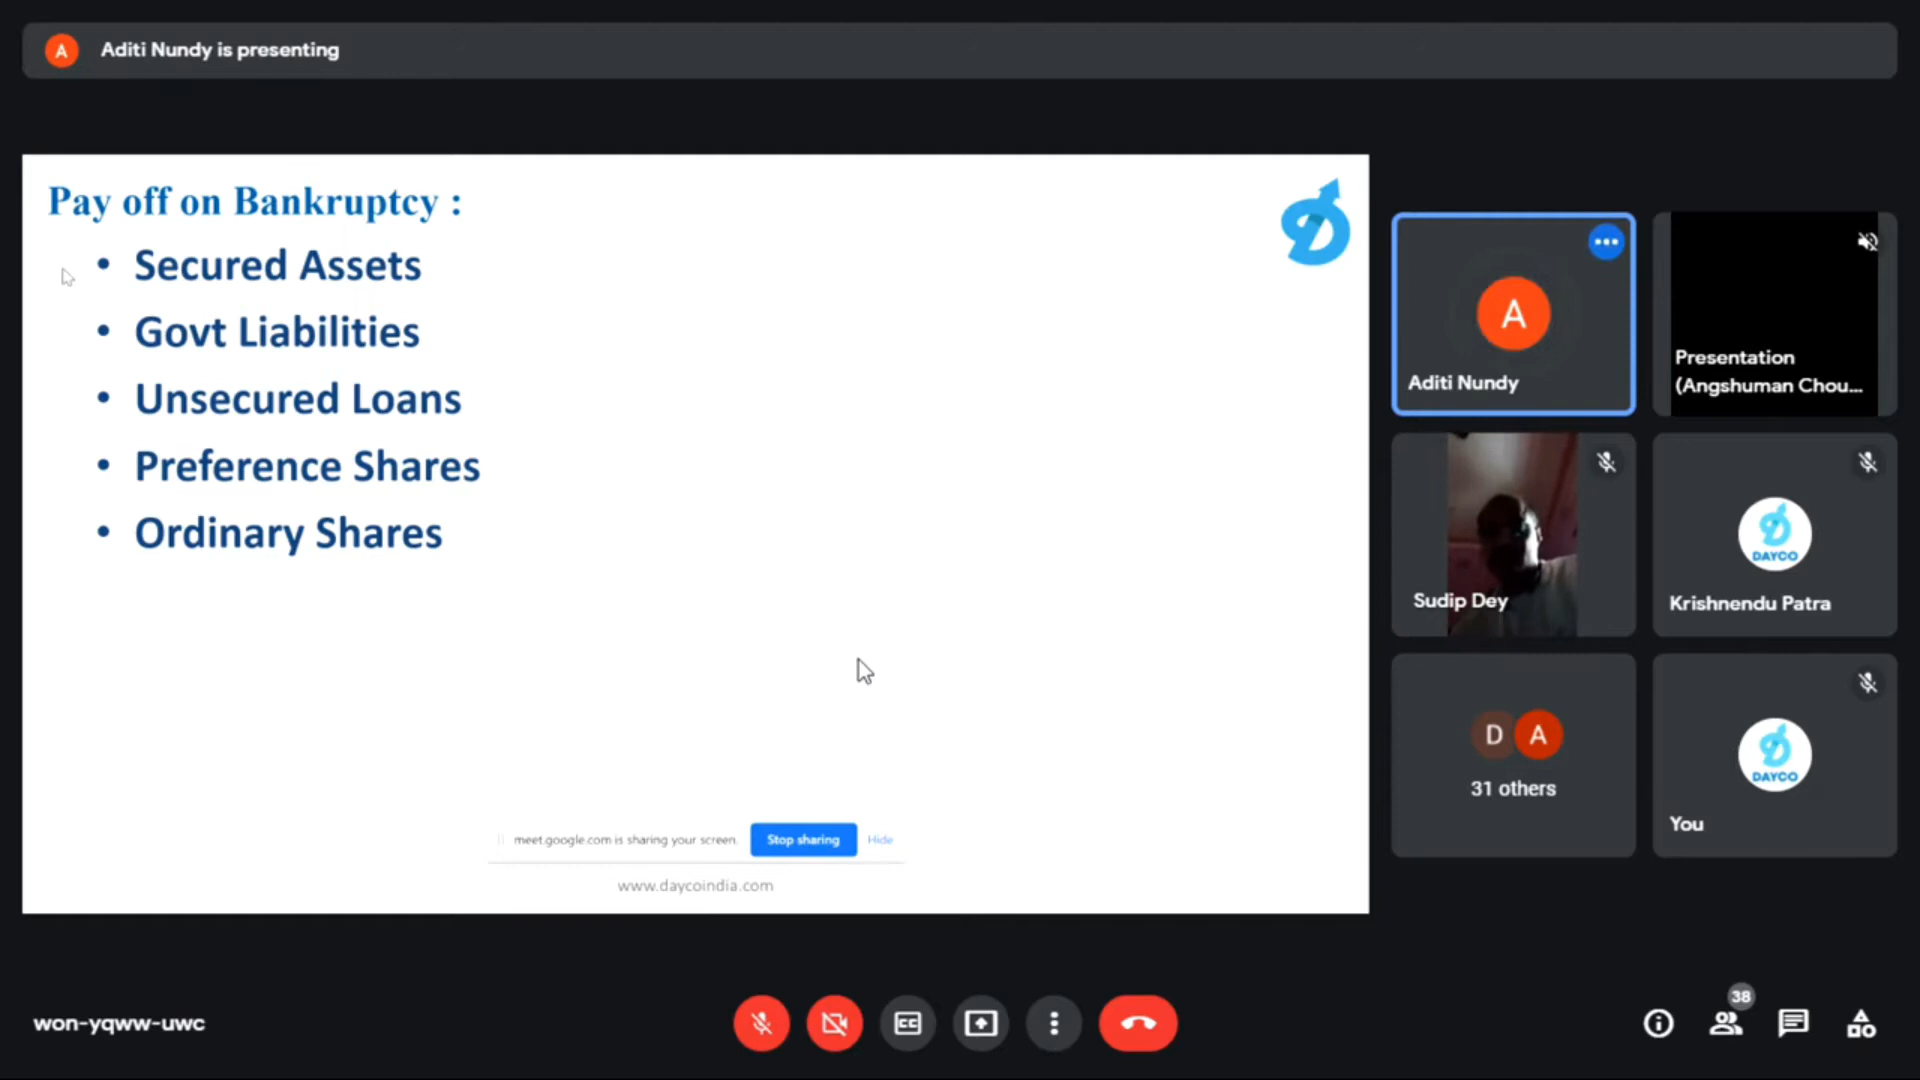 A Aditi Nundy is presenting
Pay off on Bankruptcy :
• Secured Assets
• Govt Liabilities
• Unsecured Loans
• Preference Shares
• Ordinary Shares
meet.google.com is sharing your screen. Stop sharing Hide
www.daycoindia.com
A
Aditi Nundy
Presentation
(Angshuman Chou...
Sudip Dey
DAYCO
Krishnendu Patra
D A
31 others
DAYCO
You
won-yqww-uwc
CC
38